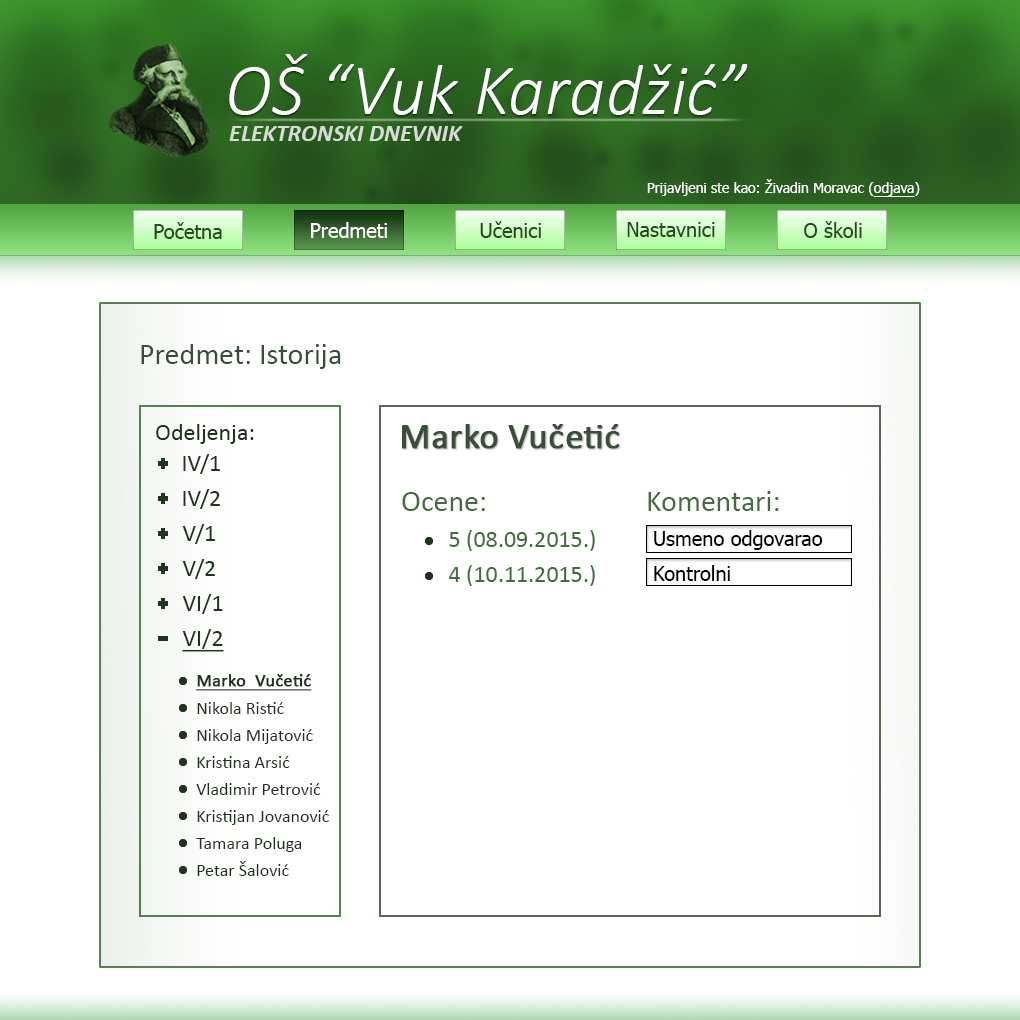 OŠ “Vuk Karadžić”
ELEKTRONSKI DNEVNIK
Prijavljeni ste kao: Živadin Moravac (odjava)
Početna Predmeti Učenici Nastavnici O školi
Predmet: Istorija
Odeljenja:
IV/1
IV/2
V/1
V/2
VI/1
VI/2
Marko Vučetić
Nikola Ristić
Nikola Mijatović
Kristina Arsić
Vladimir Petrović
Kristijan Jovanović
Tamara Poluga
Petar Šalović
Marko Vučetić
Ocene: Komentari:
5 (08.09.2015.) Usmeno odgovarao
4 (10.11.2015.) Kontrolni